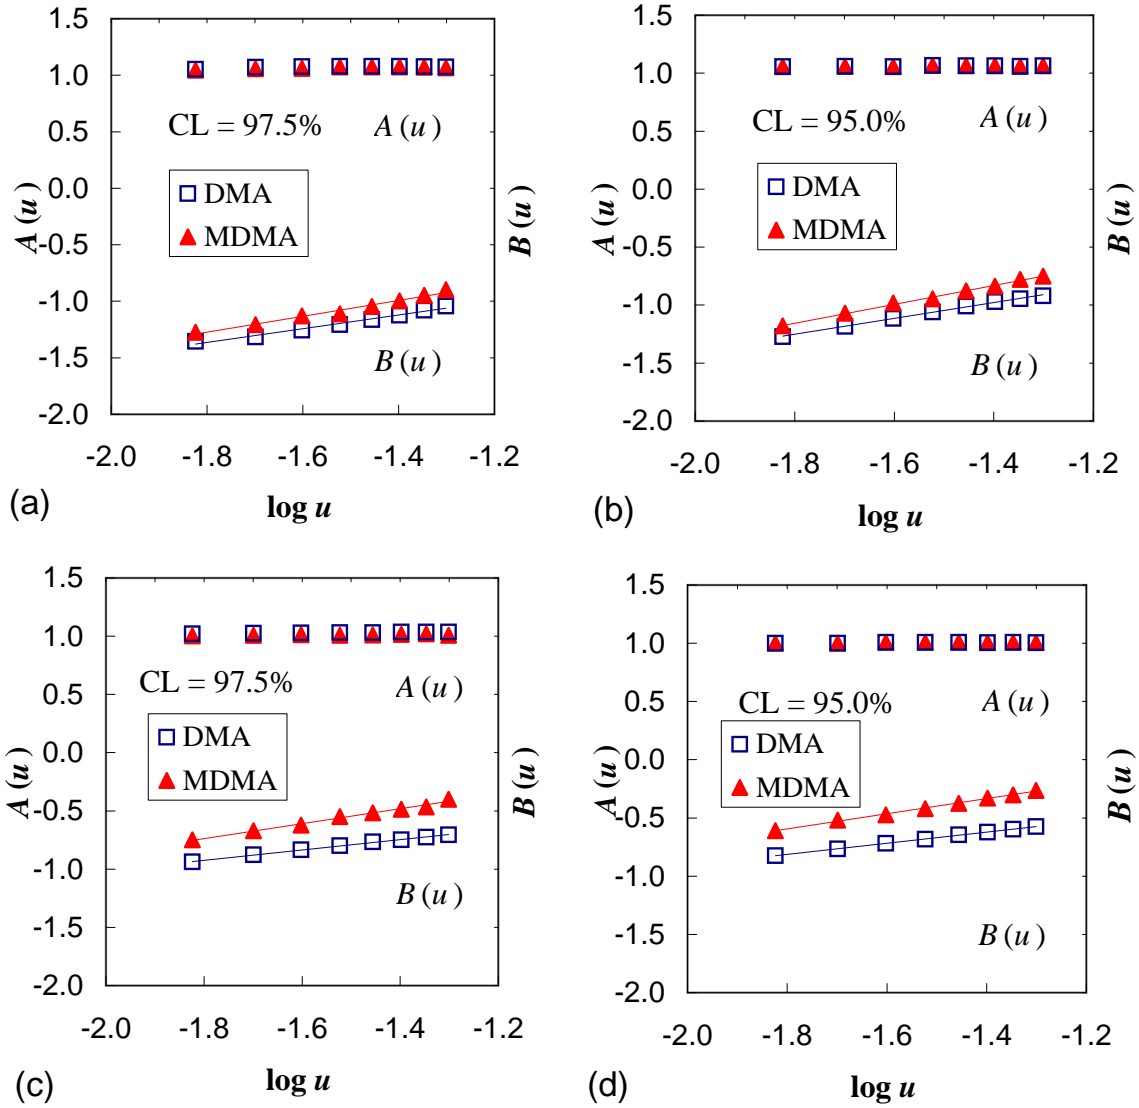 1.5
1.0
0.5
0.0
-0.5
-1.0
-1.5
-2.0
-2.0 -1.8 -1.6 -1.4 -1.2
A (u)
B (u)
CL = 97.5%
A (u)
DMA
MDMA
B (u)
log u
(a)
1.5
1.0
0.5
0.0
-0.5
-1.0
-1.5
-2.0
-2.0 -1.8 -1.6 -1.4 -1.2
A (u)
B (u)
CL = 95.0%
A (u)
DMA
MDMA
B (u)
log u
(b)
1.5
1.0
0.5
0.0
-0.5
-1.0
-1.5
-2.0
-2.0 -1.8 -1.6 -1.4 -1.2
A (u)
B (u)
CL = 97.5%
A (u)
DMA
MDMA
B (u)
log u
(c)
1.5
1.0
0.5
0.0
-0.5
-1.0
-1.5
-2.0
-2.0 -1.8 -1.6 -1.4 -1.2
A (u)
B (u)
CL = 95.0%
A (u)
DMA
MDMA
B (u)
log u
(d)